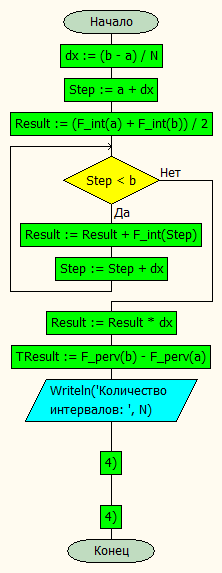 Начало
dx := (b - a) / N
Step := a + dx
Result := (F_int(a) + F_int(b)) / 2
Step < b
Нет
Да
Result := Result + F_int(Step)
Step := Step + dx
Result := Result * dx
TResult := F_perv(b) - F_perv(a)
Writeln('Количество
интервалов: ', N)
4)
4)
Конец